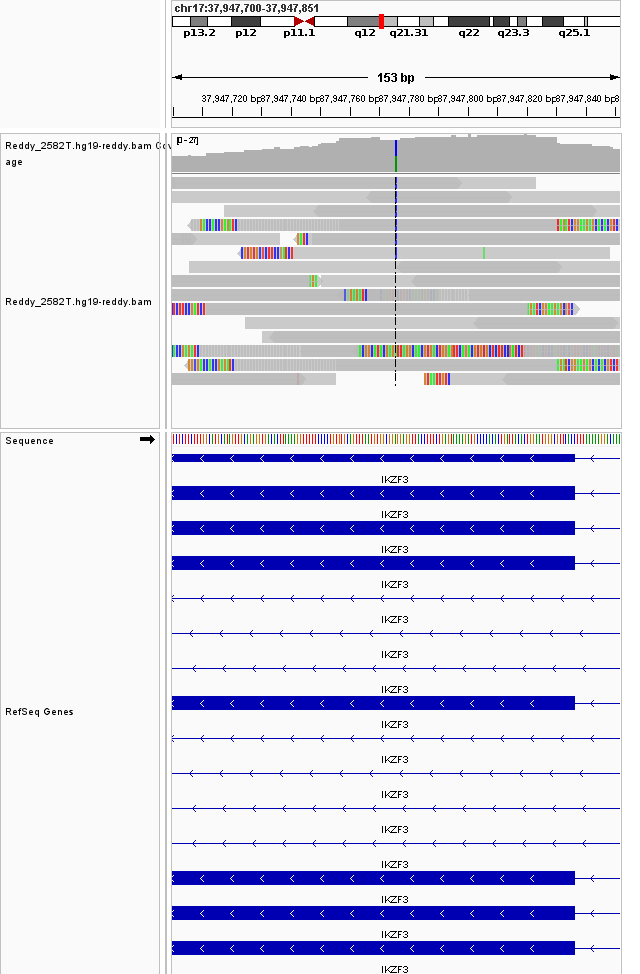 chr17:37,947,700-37,947,851
p13.2 p12 p11.1 q12 q21.31 q22 q23.3 q25.1
153 bp
37,947,720 bp 37,947,740 bp 37,947,760 bp 37,947,780 bp 37,947,800 bp 37,947,820 bp 37,947,840 bp
Reddy_2582T.hg19-reddy.bam Cov
age
[0 - 27]
Reddy_2582T.hg19-reddy.bam
Sequence
IKZF3
IKZF3
IKZF3
IKZF3
IKZF3
IKZF3
IKZF3
RefSeq Genes
IKZF3
IKZF3
IKZF3
IKZF3
IKZF3
IKZF3
IKZF3
IKZF3